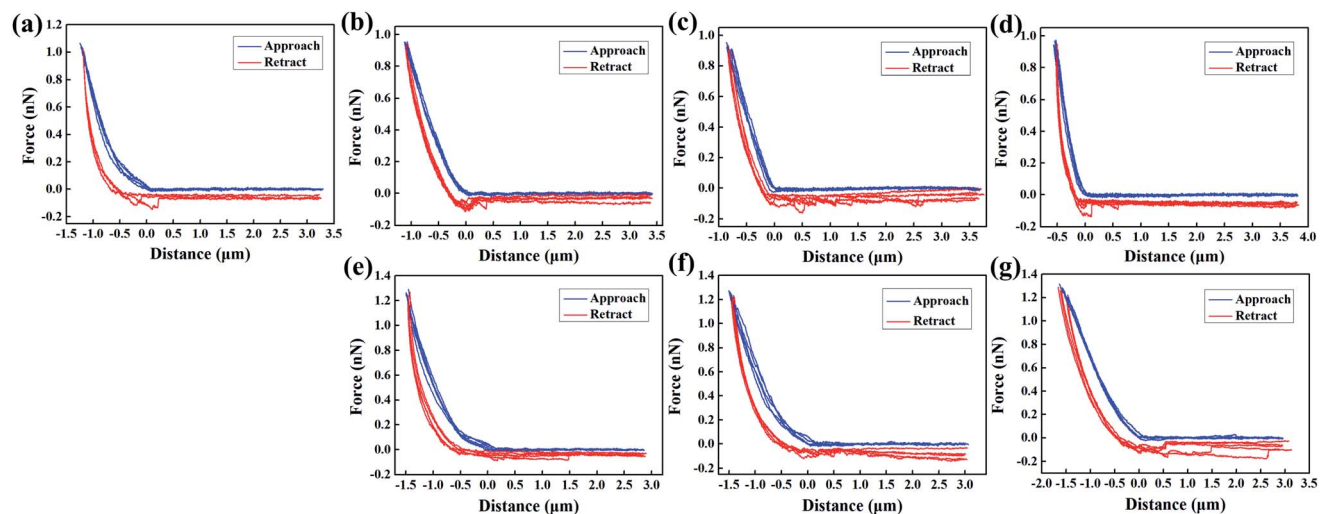 (a)
Force (nN)
1.2
1.0
0.8
0.6
0.4
0.2
0.0
-0.2
Approach
Retract
-1.5 -1.0 -0.5 0.0 0.5 1.0 1.5 2.0 2.5 3.0 3.5
Distance (μm)
(b)
Force (nN)
1.0
0.8
0.6
0.4
0.2
0.0
-0.2
Approach
Retract
-1.0 -0.5 0.0 0.5 1.0 1.5 2.0 2.5 3.0 3.5
Distance (μm)
(c)
Force (nN)
1.0
0.8
0.6
0.4
0.2
0.0
-0.2
Approach
Retract
-1.0 -0.5 0.0 0.5 1.0 1.5 2.0 2.5 3.0 3.5
Distance (μm)
(d)
Force (nN)
1.0
0.8
0.6
0.4
0.2
0.0
-0.2
Approach
Retract
-0.5 0.0 0.5 1.0 1.5 2.0 2.5 3.0 3.5 4.0
Distance (μm)
(e)
Force (nN)
1.4
1.2
1.0
0.8
0.6
0.4
0.2
0.0
-0.2
Approach
Retract
-1.5 -1.0 -0.5 0.0 0.5 1.0 1.5 2.0 2.5 3.0
Distance (μm)
(f)
Force (nN)
1.4
1.2
1.0
0.8
0.6
0.4
0.2
0.0
-0.2
Approach
Retract
-1.5 -1.0 -0.5 0.0 0.5 1.0 1.5 2.0 2.5 3.0
Distance (μm)
(g)
Force (nN)
1.4
1.2
1.0
0.8
0.6
0.4
0.2
0.0
-0.2
Approach
Retract
-2.0 -1.5 -1.0 -0.5 0.0 0.5 1.0 1.5 2.0 2.5 3.0 3.5
Distance (μm)